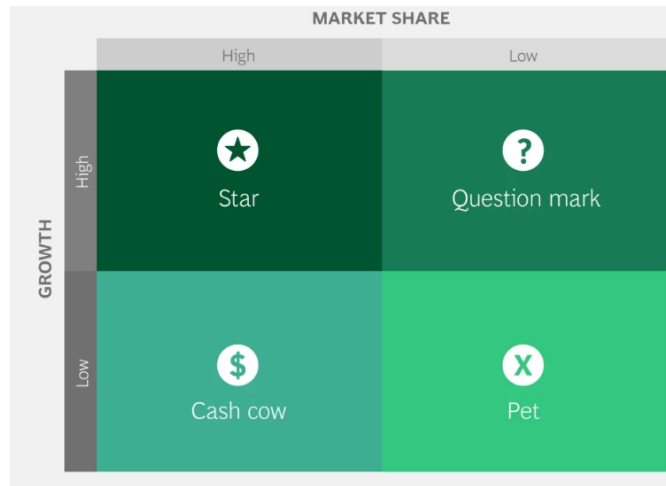 MARKET SHARE
High
Low
GROWTH
High
Star
?
Question mark
Low
$
Cash cow
X
Pet